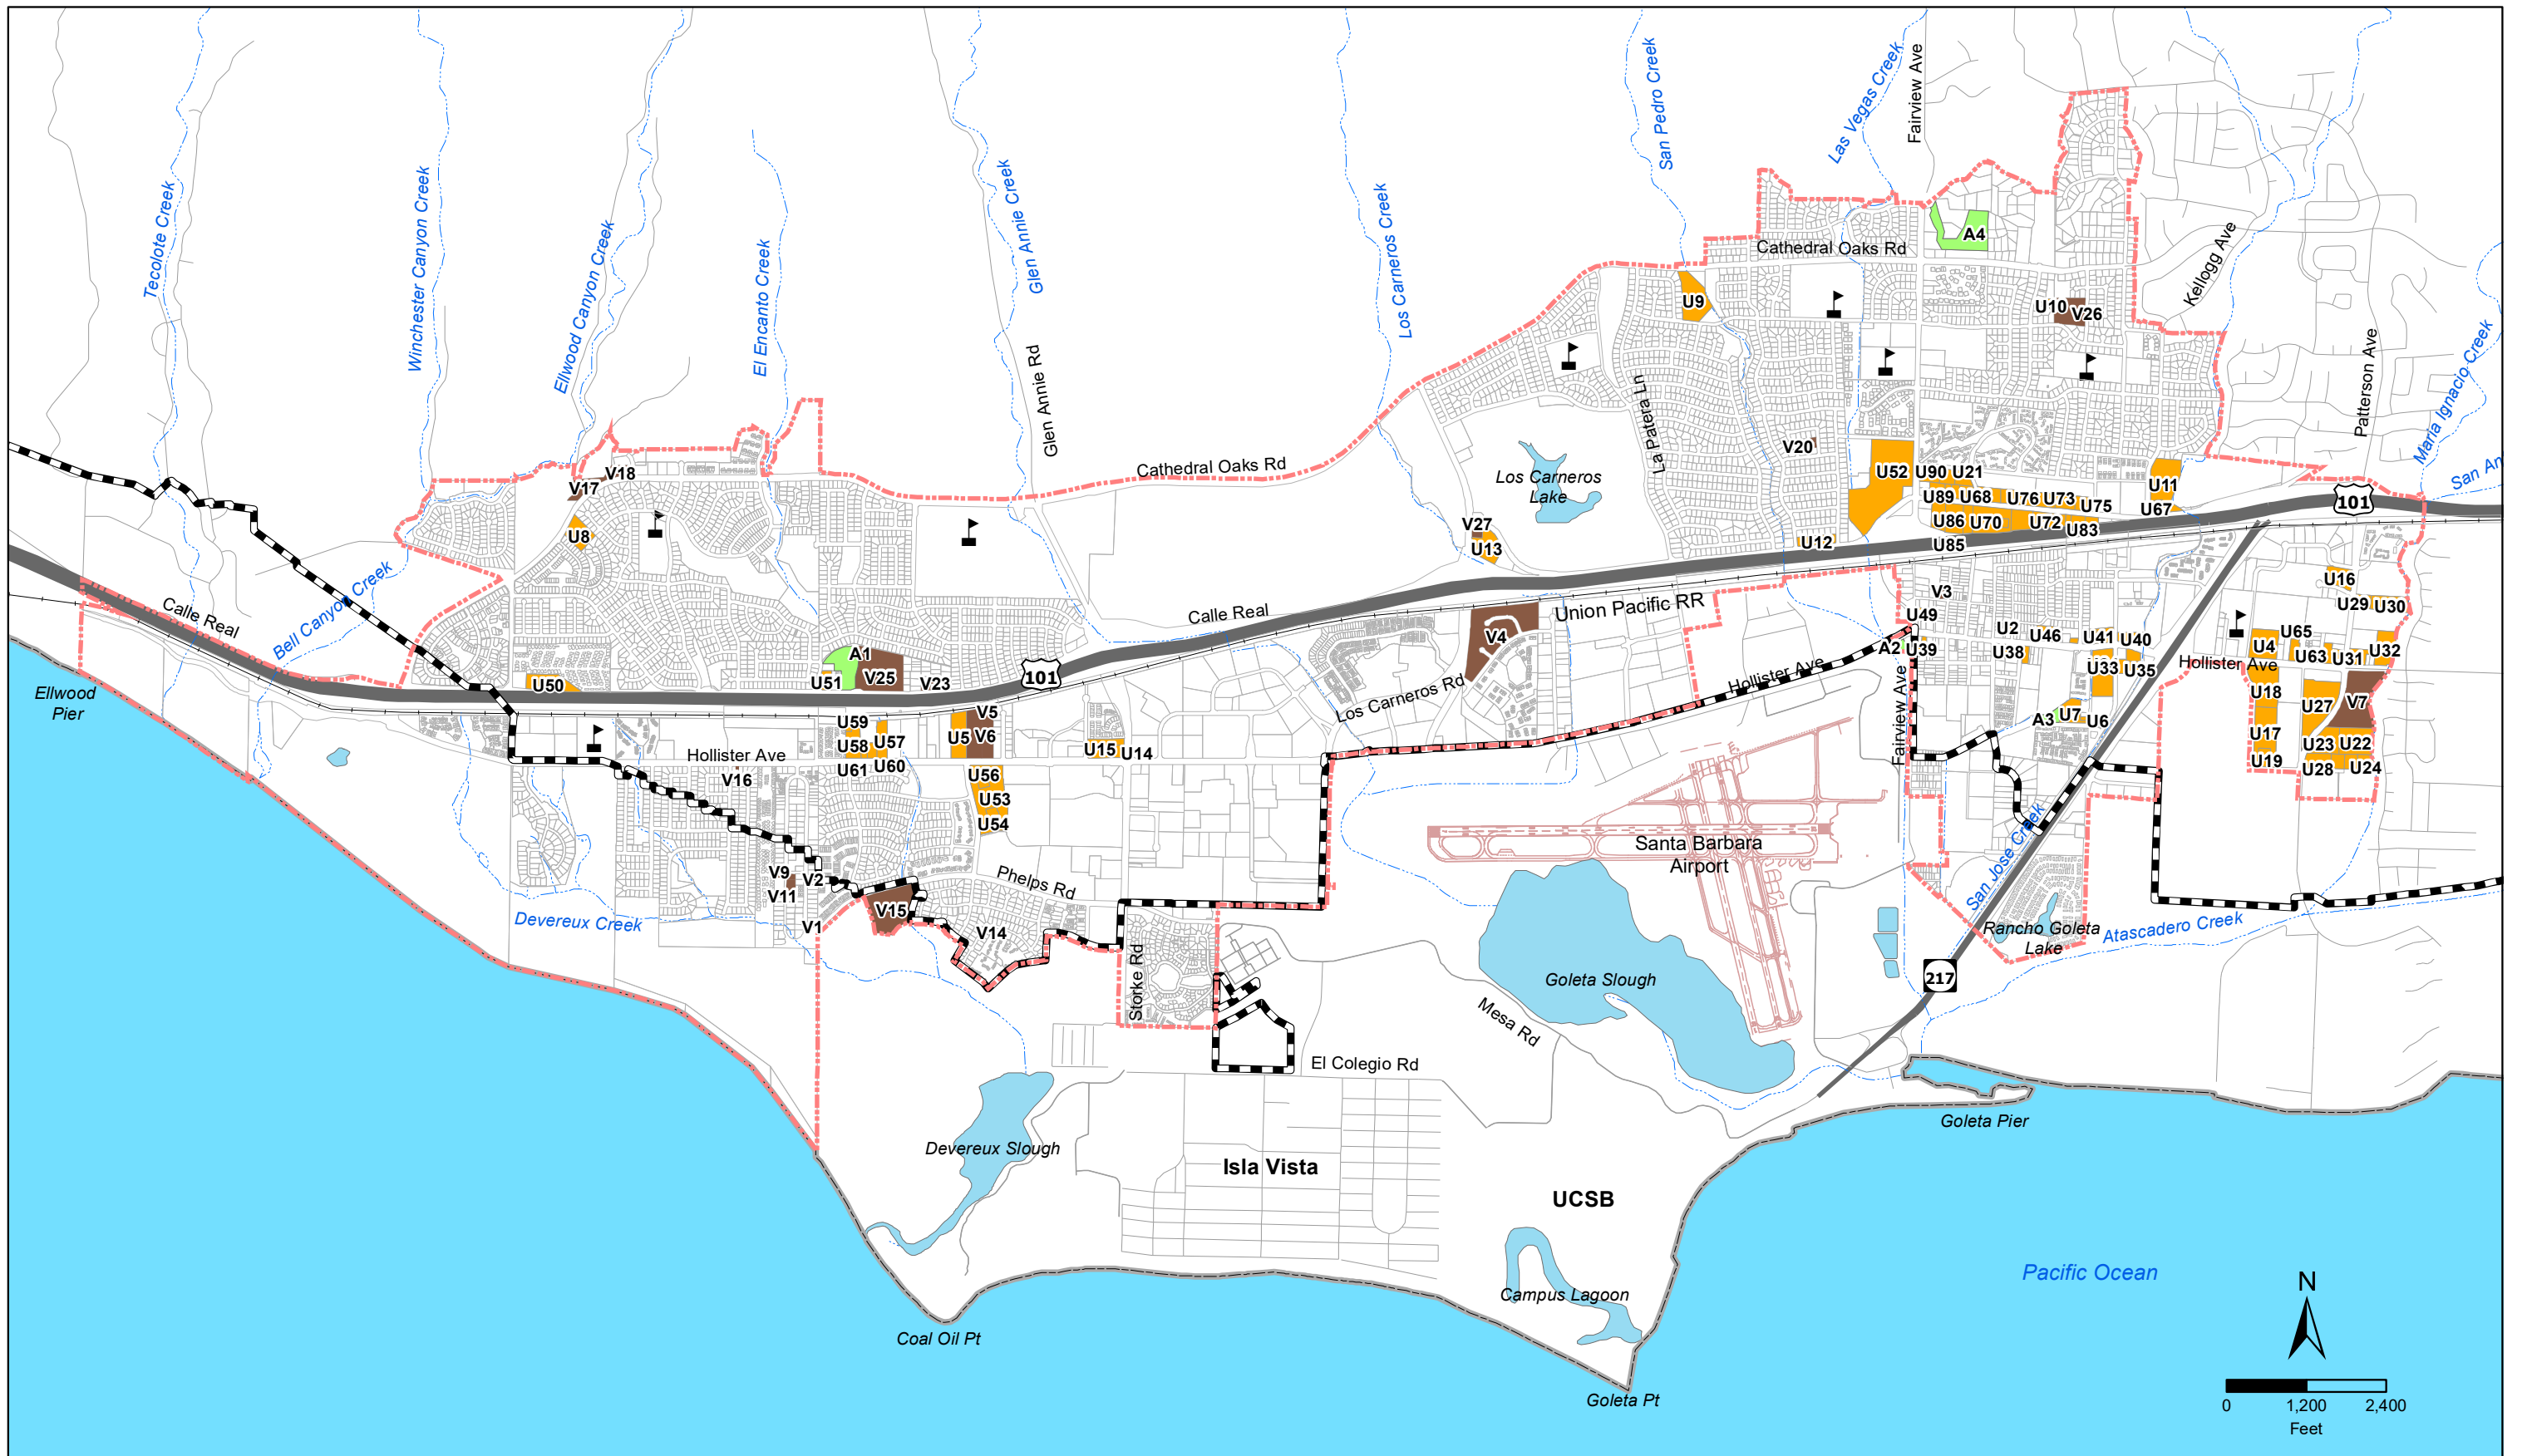 Tecolote Creek
Winchester Canyon Creek
Ellwood Canyon Creek
El Encanto Creek
Glen Annie Creek
Glen Annie Rd
Los Carneros Creek
San Pedro Creek
Las Vegas Creek
Fairview Ave
Kellogg Ave
Patterson Ave
Maria Ignacio Creek
San An
Cathedral Oaks Rd
A4
U9
U10
V26
La Patera Ln
V20
Cathedral Oaks Rd
Los Carneros
Lake
V18
V17
U8
U52
U90
U21
U89
U68
U76
U73
U75
U11
U67
U86
U70
U72
U83
U85
101
V27
U13
U12
Calle Real
Bell Canyon Creek
Calle Real
Union Pacific RR
V3
U16
U29
U30
U49
U2
U46
U41
U40
U65
A2
U39
U38
U33
U35
U4
U63
U31
U32
Hollister Ave
V4
A1
U51
V25
V23
101
U50
Ellwood
Pier
Los Carneros Rd
Hollister Ave
Fairview Ave
U18
U27
V7
A3
U7
U6
U17
U23
U22
U19
U28
U24
U59
U58
U57
U61
U60
V5
U5
V6
U15
U14
Hollister Ave
V16
U56
U53
U54
Santa Barbara
Airport
San Jose Creek
V9
V2
V11
V1
V15
V14
Phelps Rd
Devereux Creek
Storke Rd
Rancho Goleta
Lake
Atascadero Creek
217
Goleta Slough
Mesa Rd
El Colegio Rd
Goleta Pier
Devereux Slough
Isla Vista
UCSB
Pacific Ocean
Campus Lagoon
Coal Oil Pt
Goleta Pt
N
0 1,200 2,400
Feet